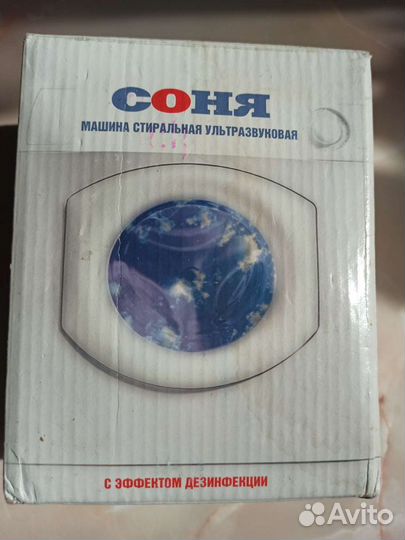 СОНЯ
МАШИНА СТИРАЛЬНАЯ УЛЬТРАЗВУКОВАЯ
С ЭФФЕКТОМ ДЕЗИНФЕКЦИИ
Avito